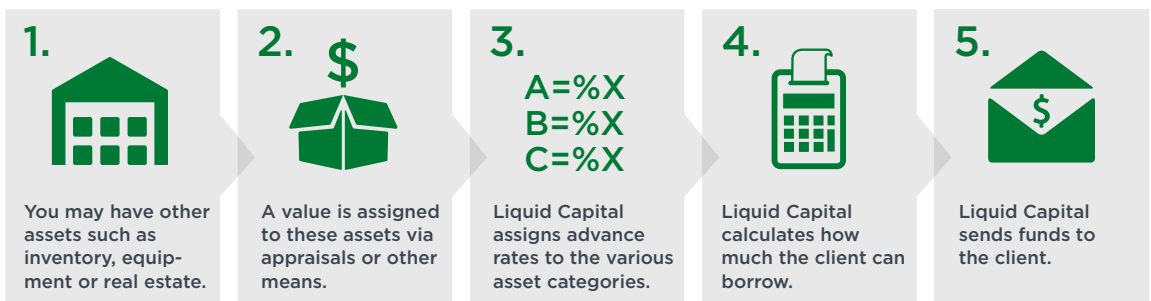 1.
You may have other
assets such as
inventory, equip-
ment or real estate.
2.
$
A value is assigned
to these assets via
appraisals or other
means.
3.
A=%X
B=%X
C=%X
Liquid Capital
assigns advance
rates to the various
asset categories.
4.
Liquid Capital
calculates how
much the client can
borrow.
5.
$
Liquid Capital
sends funds to
the client.